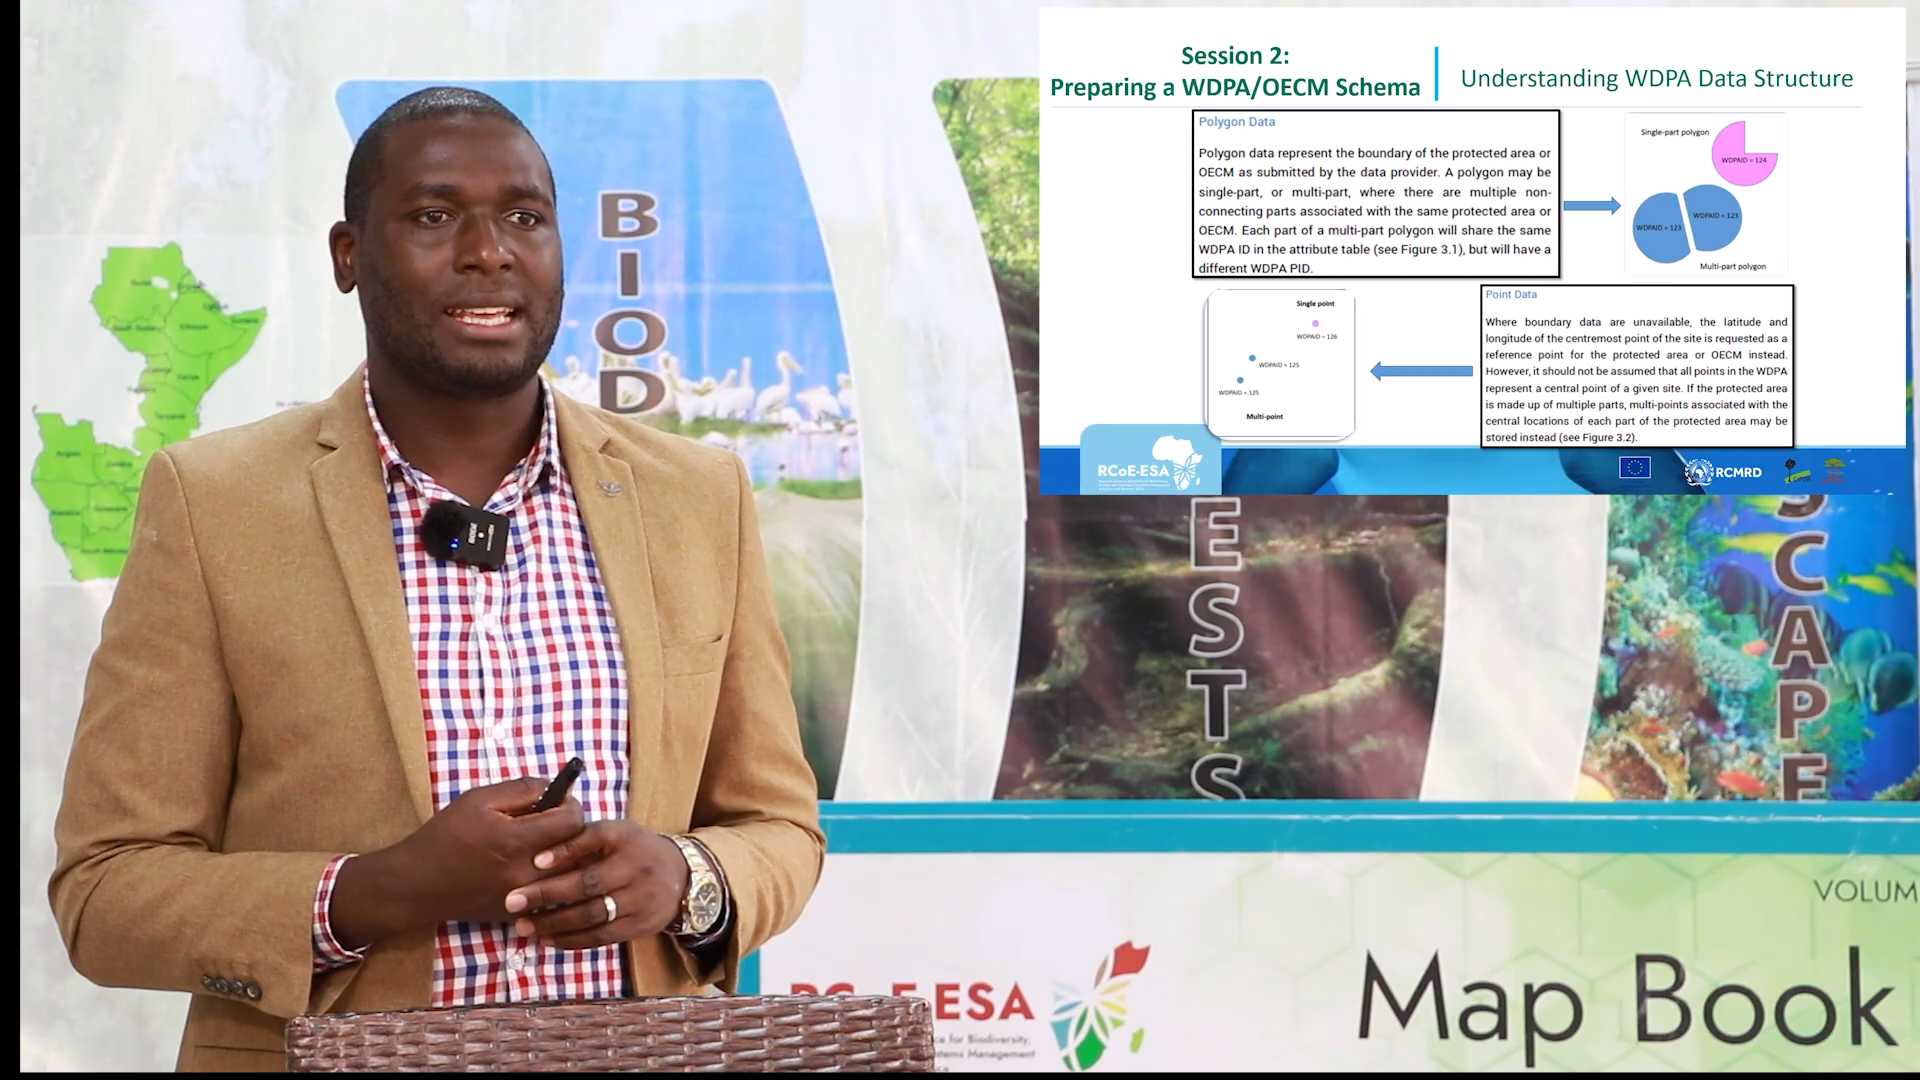 Session 2:
Preparing a WDPA/OECM Schema
Understanding WDPA Data Structure
Polygon Data
Polygon data represent the boundary of the protected area or
OECM as submitted by the data provider. A polygon may be
single-part, or multi-part, where there are multiple non-
connecting parts associated with the same protected area or
OECM. Each part of a multi-part polygon will share the same
WDPA ID in the attribute table (see Figure 3.1), but will have a
different WDPA PID.
Single-part polygon
WDPAID = 124
WDPAID = 123
WDPAID = 123
Multi-part polygon
Single point
WDPAID = 126
WDPAID = 125
WDPAID = 125
Multi-point
Point Data
Where boundary data are unavailable, the latitude and
longitude of the centremost point of the site is requested as a
reference point for the protected area or OECM instead.
However, it should not be assumed that all points in the WDPA
represent a central point of a given site. If the protected area
is made up of multiple parts, multi-points associated with the
central locations of each part of the protected area may be
stored instead (see Figure 3.2).
RCoE-ESA
RCMRD
BIOD
ESTS
SCAPE
VOLUM
Map Book
ESA
ce for Biodiversity,
stems Management